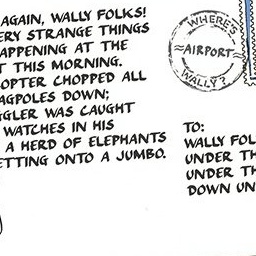 AGAIN, WALLY FOLKS!
ERY STRANGE THINGS
APPENING AT THE
T THIS MORNING.
OPTER CHOPPED ALL
AGPOLES DOWN;
GGLER WAS CAUGHT
WATCHES IN HIS
A HERD OF ELEPHANTS
ETTING ONTO A JUMBO.
WHERE'S
AIRPORT
WALLY?
TO:
WALLY FOL
UNDER TH
UNDER TH
DOWN UN